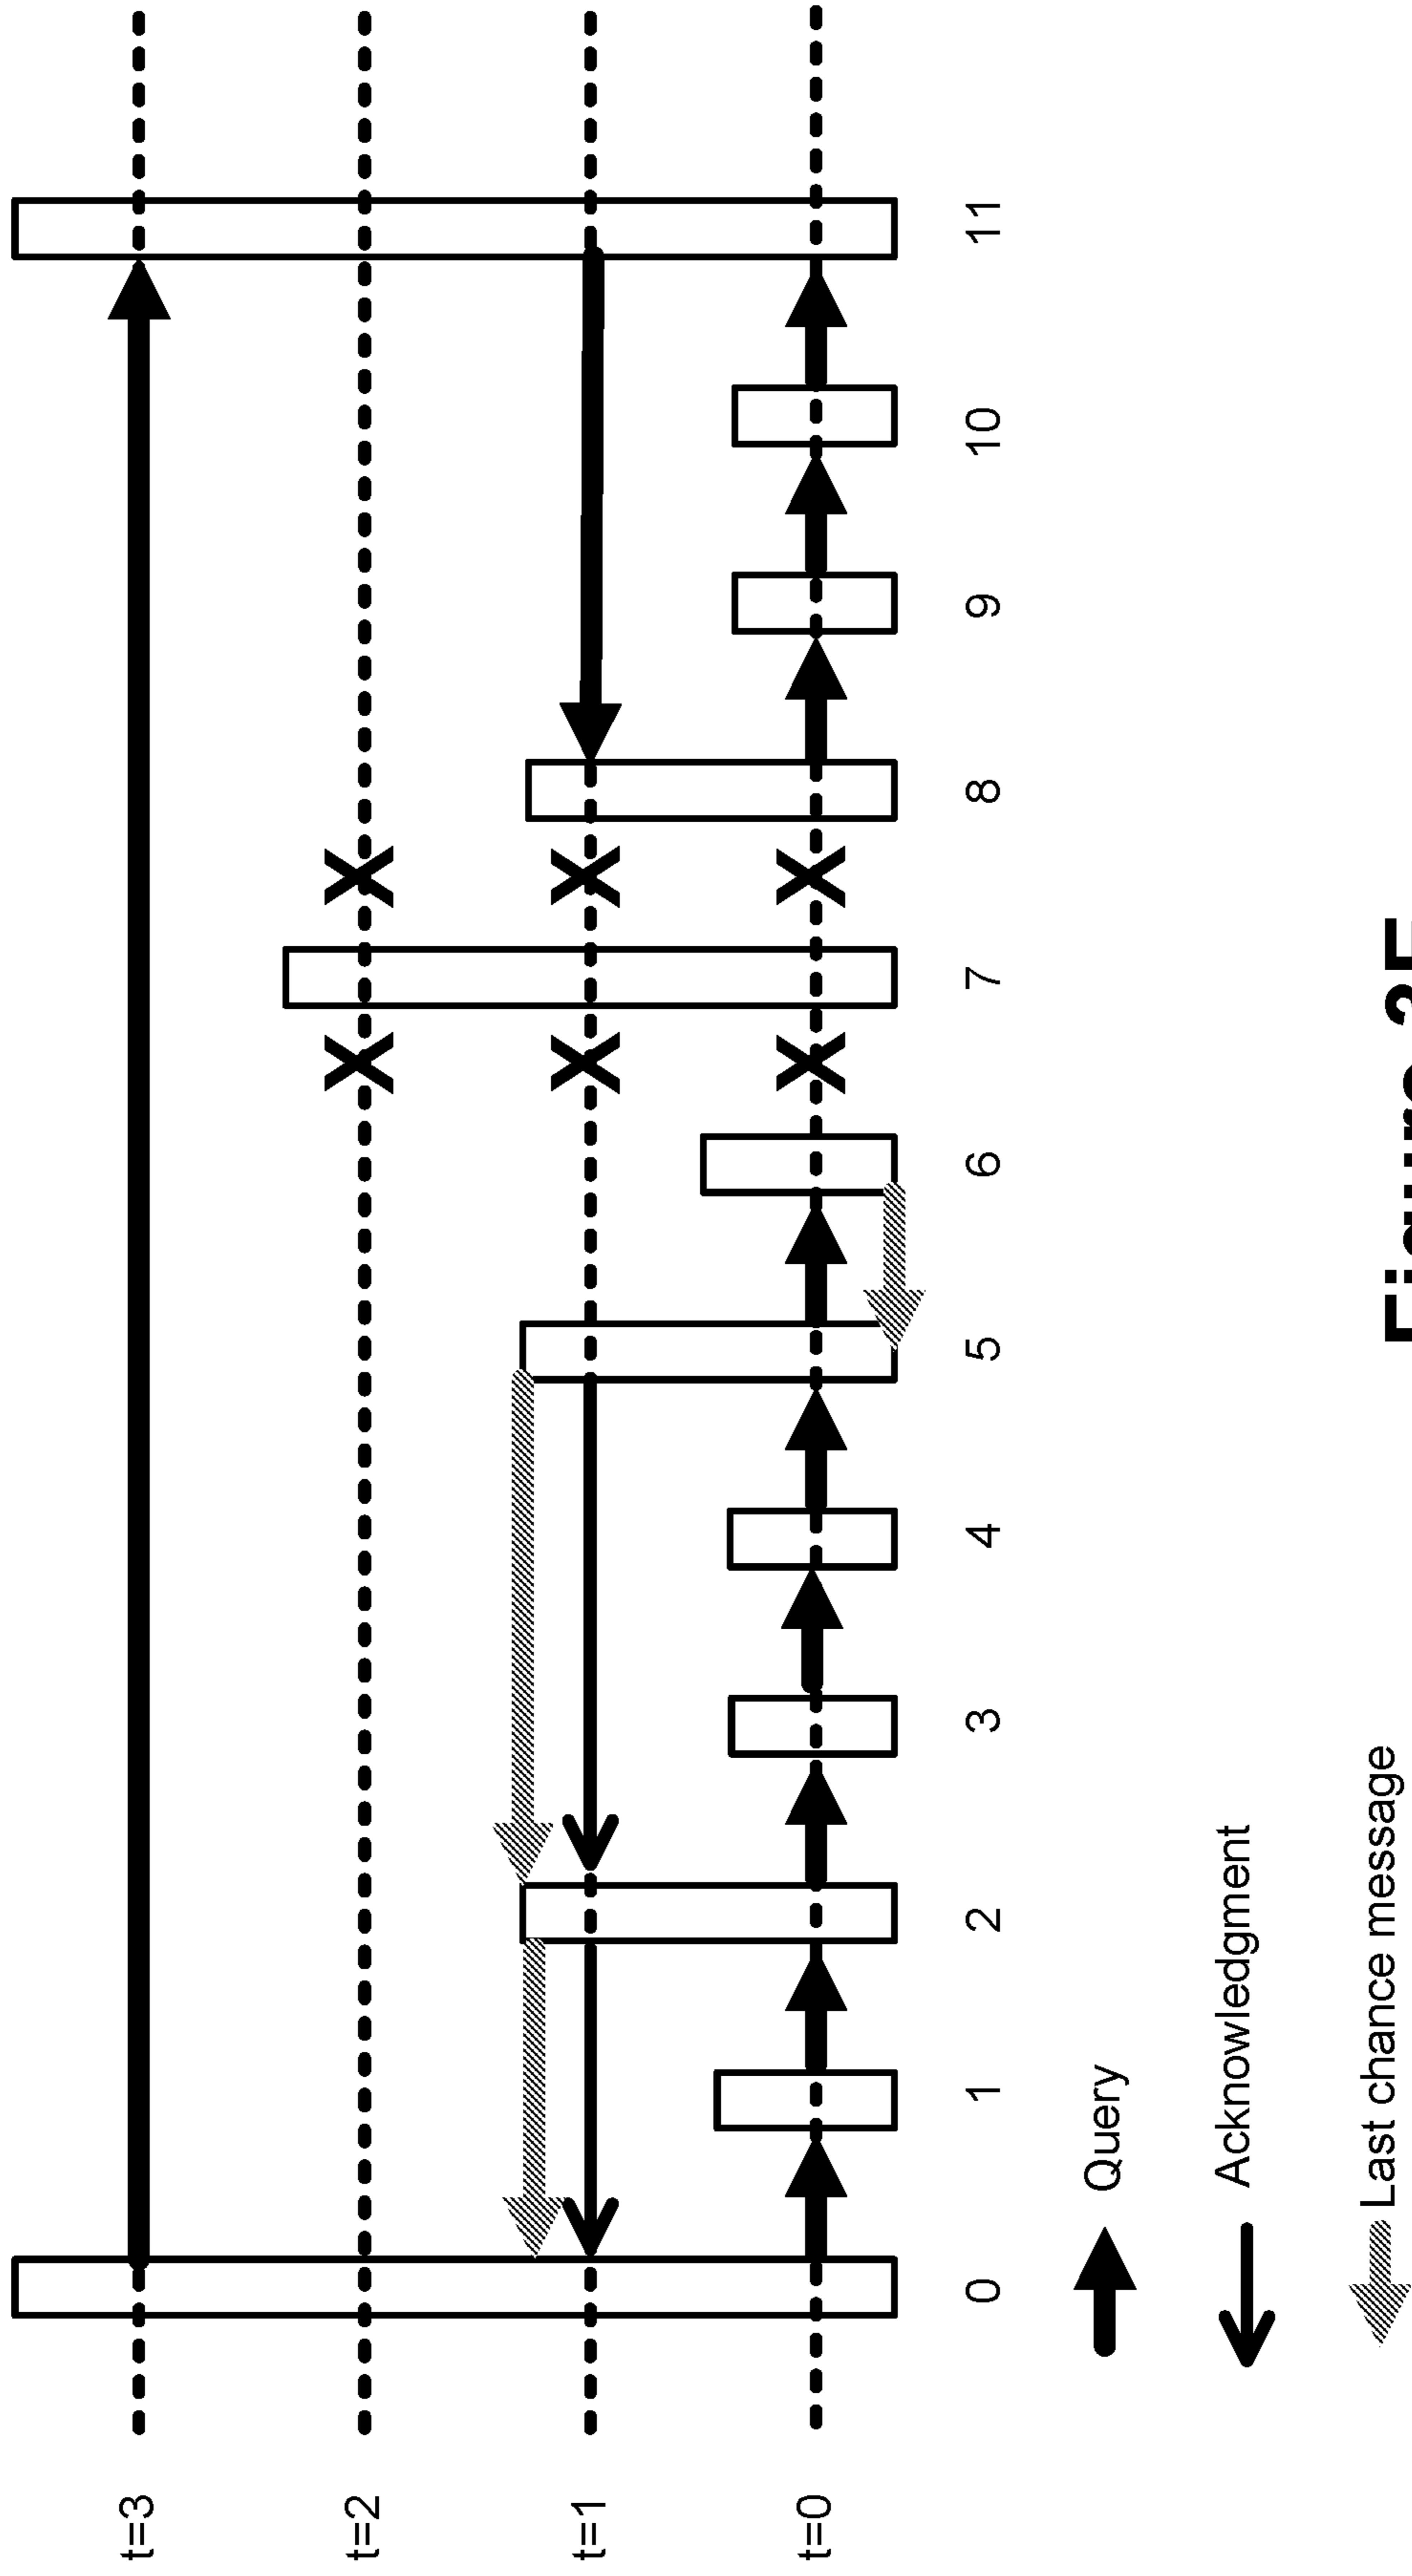 t=3
t=2
t=1
t=0
X X
X X
X X
0 1 2 3 4 5 6 7 8 9 10 11
Query
Acknowledgment
Last chance message